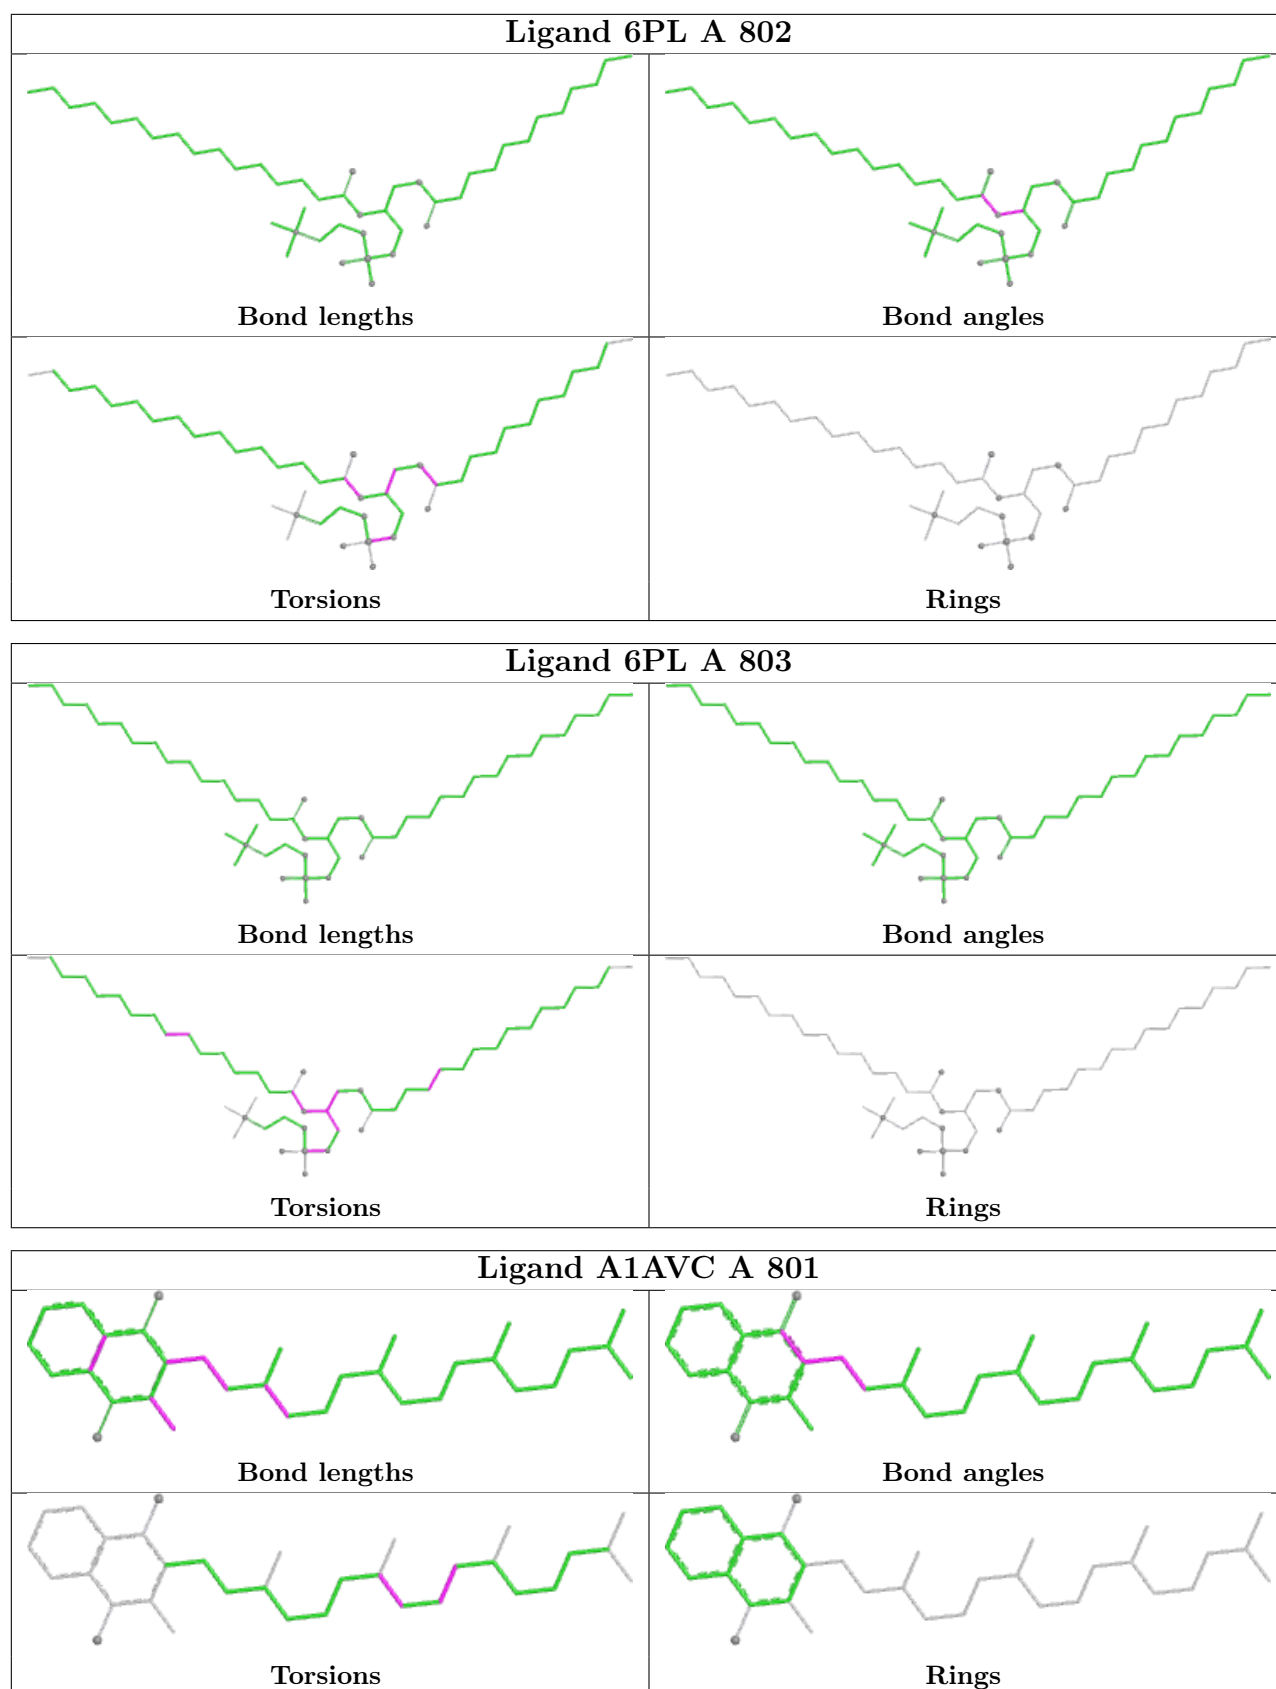 Ligand 6PL A 802
Bond lengths
Bond angles
Torsions
Rings
Ligand 6PL A 803
Bond lengths
Bond angles
Torsions
Rings
Ligand A1AVC A 801
Bond lengths
Bond angles
Torsions
Rings